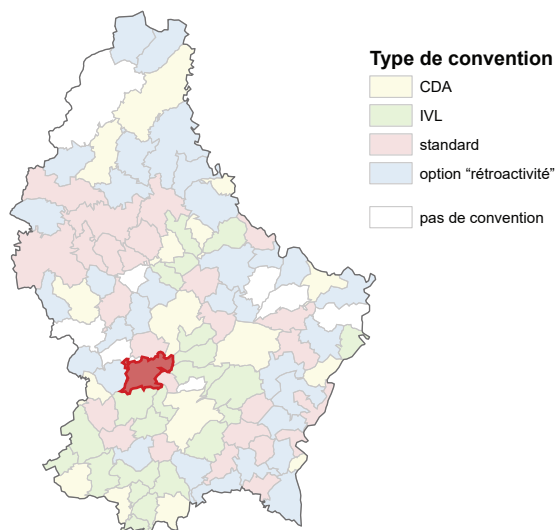 Type de convention
CDA
IVL
standard
option “rétroactivité”
pas de convention